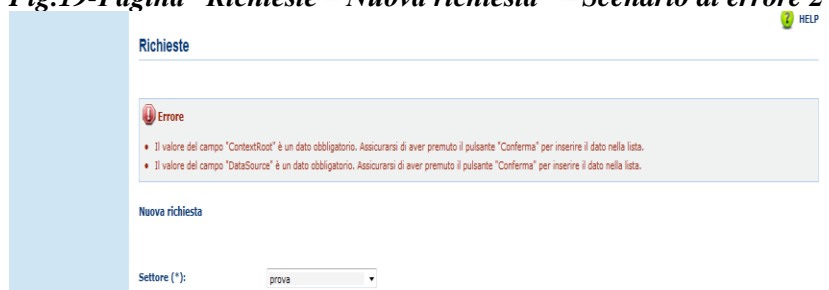 Fig.19-Pagina "Richieste – Nuova richiesta" – Scenario di errore 2
HELP
Richieste
Errore
Il valore del campo "ContextRoot" è un dato obbligatorio. Assicurarsi di aver premuto il pulsante "Conferma" per inserire il dato nella lista.
Il valore del campo "DataSource" è un dato obbligatorio. Assicurarsi di aver premuto il pulsante "Conferma" per inserire il dato nella lista.
Nuova richiesta
Settore (*): prova